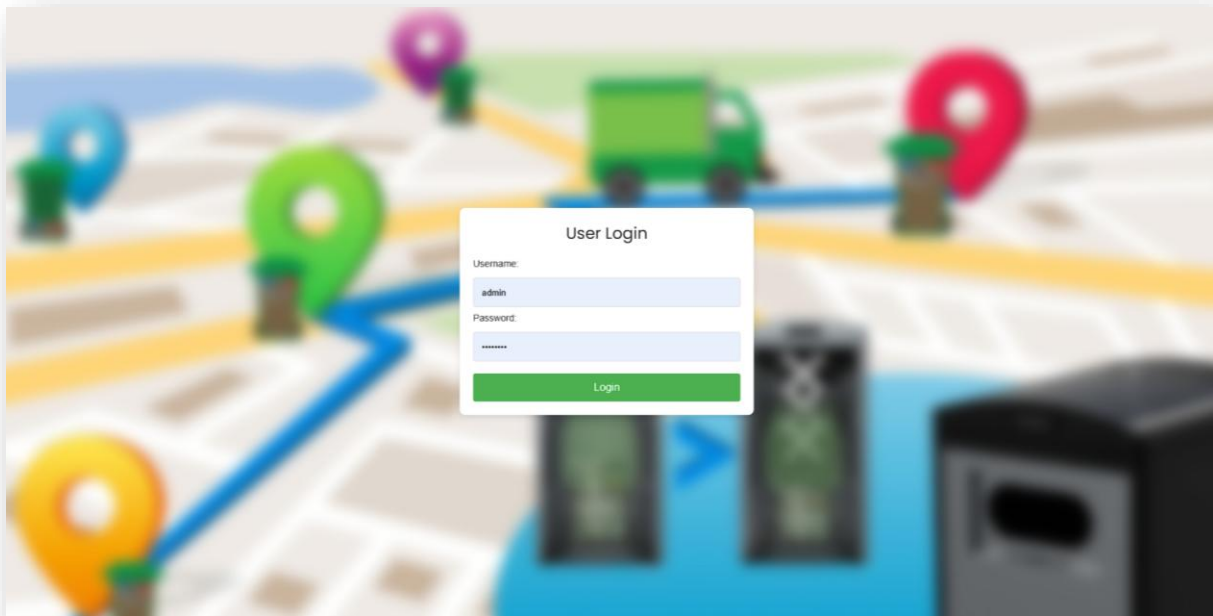 User Login
Username:
admin
Password:
••••••••
Login